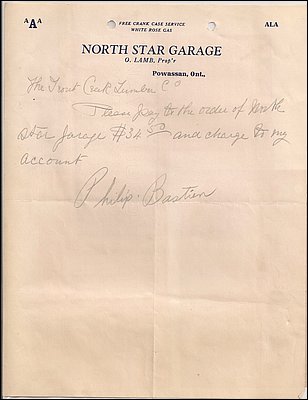 AAA
FREE CRANK CASE SERVICE
WHITE ROSE GAS
ALA
NORTH STAR GARAGE
O. LAMB, Prop'r
Powassan, Ont.,
The Trout Creek Lumber Co
Please pay to the order of North
Star Garage $34.50 and charge to my
account
Philip. Bastien